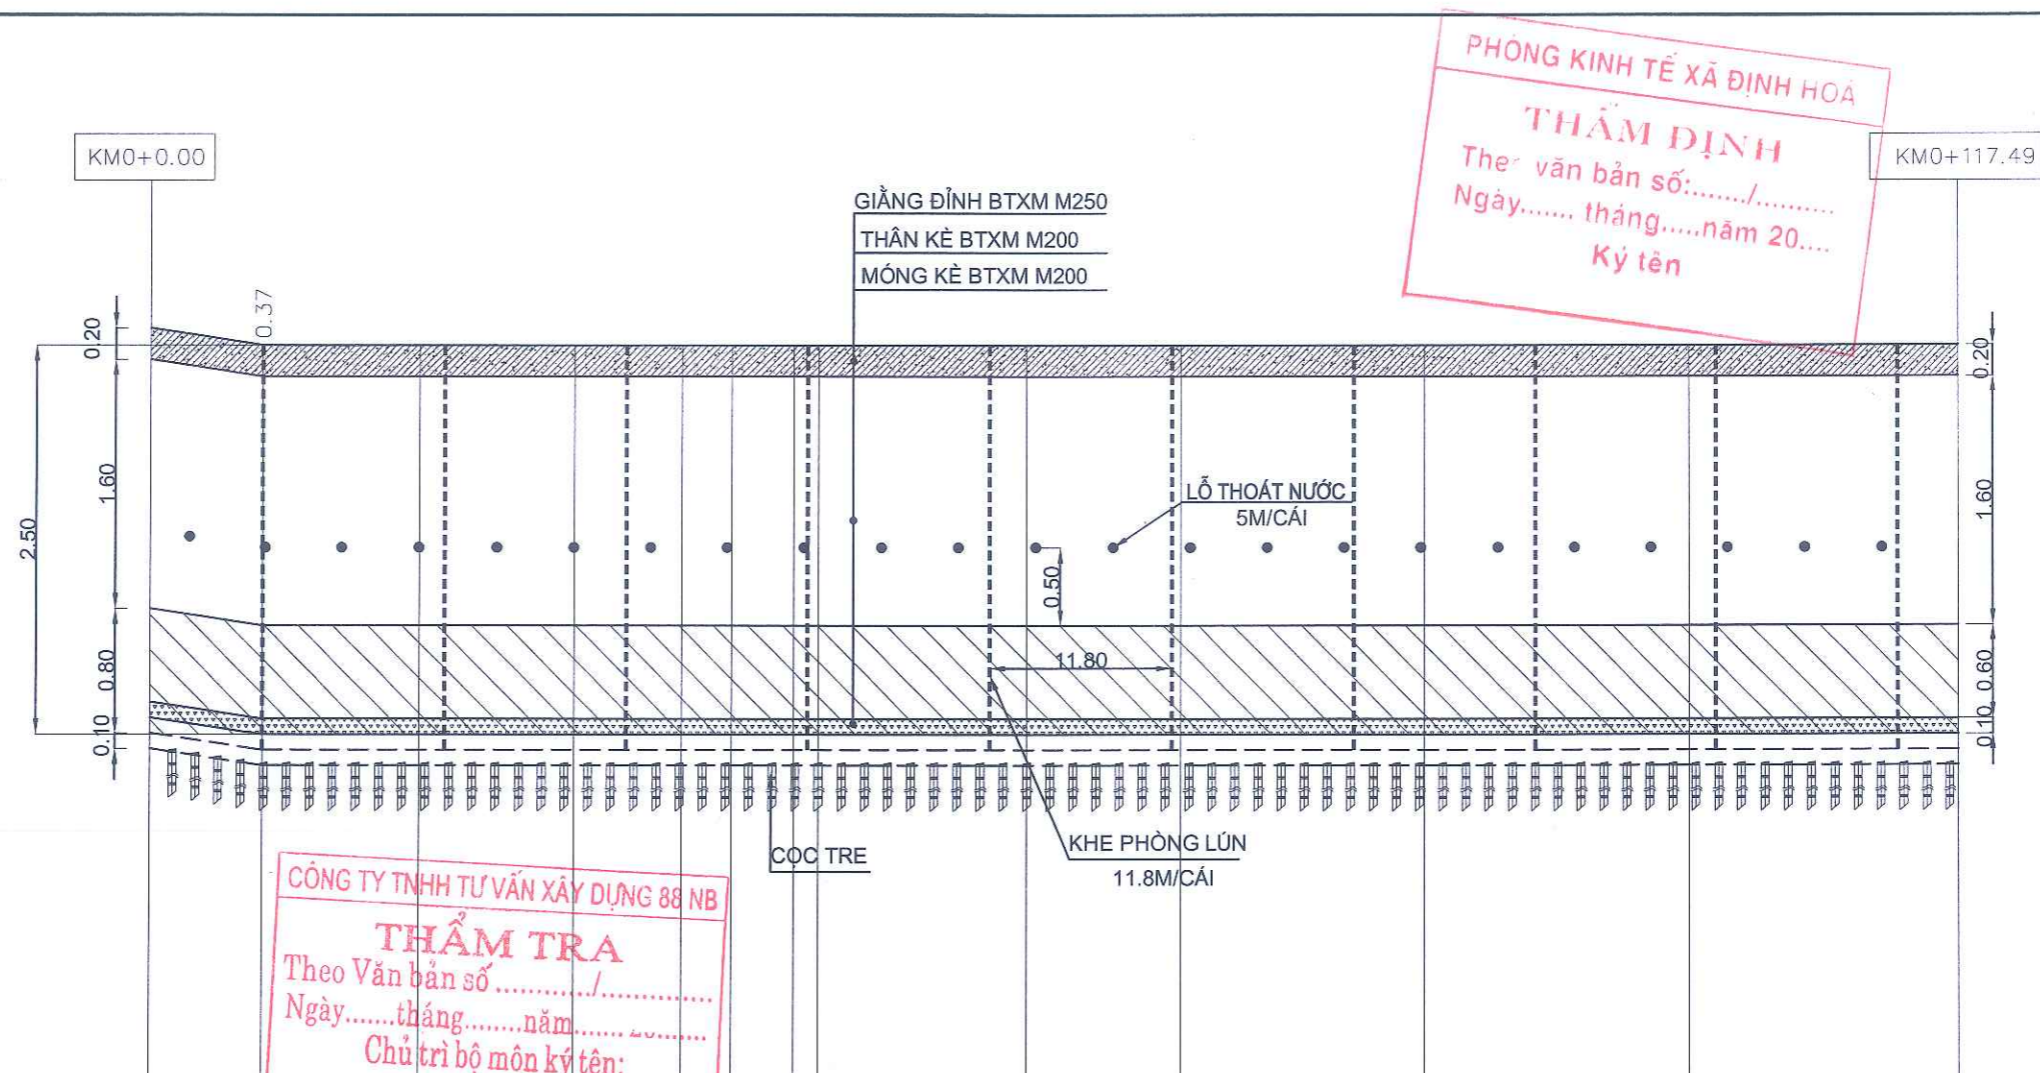 PHÒNG KINH TẾ XÃ ĐỊNH HOÁ
THẨM ĐỊNH
văn bản số:......./..........
Ngày....... tháng.....năm 20....
Ký tên
KM0+0.00
KM0+117.49
GIẰNG ĐỈNH BTXM M250
THÂN KÈ BTXM M200
MÓNG KÈ BTXM M200
0.37
0.20
0.20
1.60
2.50
LỖ THOÁT NƯỚC
5M/CÁI
1.60
0.50
11.80
0.80
0.60
0.10
0.10
CỌC TRE
KHE PHÒNG LÚN
11.8M/CÁI
CÔNG TY TNHH TƯ VẤN XÂY DỰNG 88 NB
THẨM TRA
Theo Văn bản số ............/..............
Ngày.......tháng........năm....... 20.......
Chủ trì bộ môn ký tên: